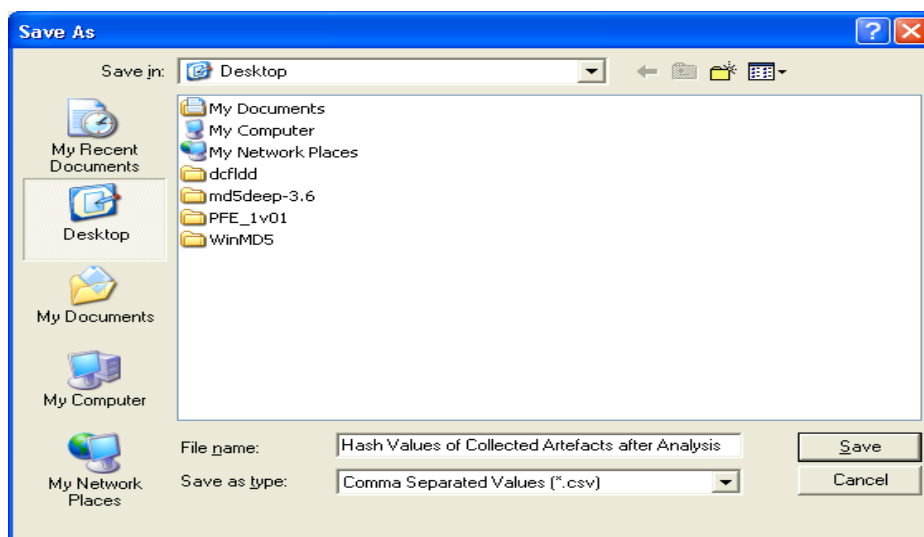 Save As
Save in:
Desktop
My Recent
Documents
Desktop
My Documents
My Computer
My Network
Places
My Documents
My Computer
My Network Places
dcfldd
md5deep-3.6
PFE_1v01
WinMD5
File name:
Hash Values of Collected Artefacts after Analysis
Save
Save as type:
Comma Separated Values (*.csv)
Cancel